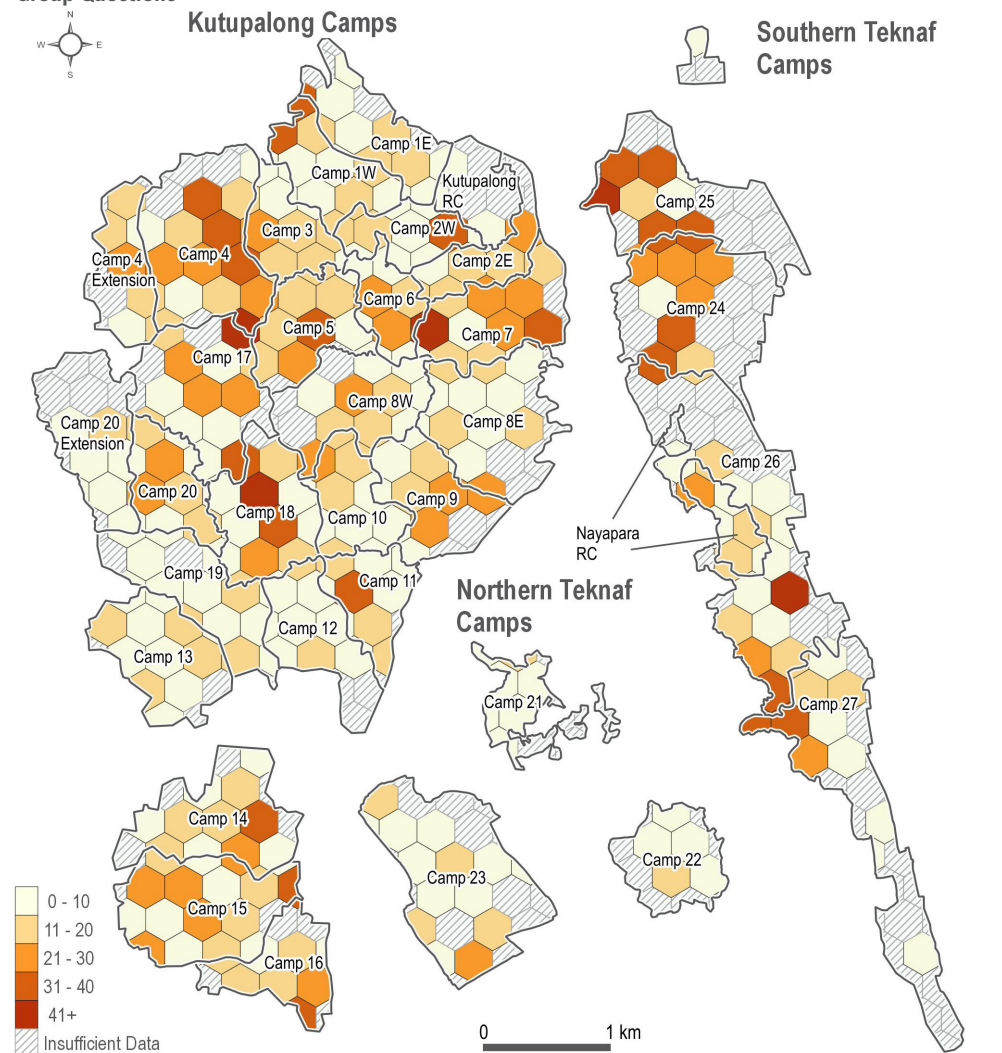 Group Questions
Kutupalong Camps
N
W
E
S
Southern Teknaf
Camps
Camp 1E
Camp 1W
Kutupalong
RC
Camp 25
Camp 3
Camp 2W
Camp 4
Camp 4
Extension
Camp 2E
Camp 6
Camp 24
Camp 5
Camp 7
Camp 17
Camp 8W
Camp 20
Extension
Camp 8E
Camp 26
Camp 20
Camp 9
Camp 18
Camp 10
Nayapara
RC
Camp 19
Camp 11
Northern Teknaf
Camps
Camp 12
Camp 13
Camp 21
Camp 27
Camp 14
Camp 22
Camp 23
Camp 15
Camp 16
0 - 10
11 - 20
21 - 30
31 - 40
41+
Insufficient Data
0
1 km